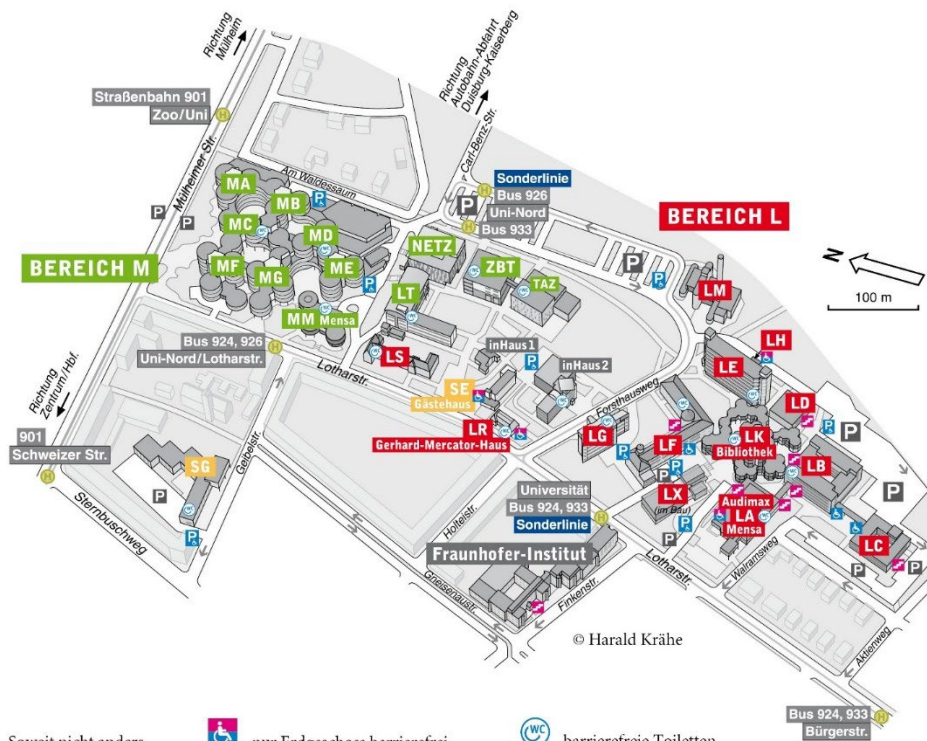 Richtung
Mülheim
Straßenbahn 901
Zoo/Uni
Mülheimer Str.
Richtung
Autobahn-Abfahrt
Duisburg-Kaiserberg
Carl-Benz-Str.
Am Waldessaum
Sonderlinie
Bus 926
Uni-Nord
Bus 933
BEREICH L
BEREICH M
MA
MB
MC
MD
MF
MG
ME
MM Mensa
NETZ
ZBT
TAZ
LT
LS
LM
N
100 m
Bus 924, 926
Uni-Nord/Lotharstr.
Lotharstr.
inHaus 1
inHaus 2
SE
Gästehaus
LR
Gerhard-Mercator-Haus
Forsthausweg
LH
LE
LD
LG
LF
LK
Bibliothek
LB
LX
(im Bau)
Audimax
LA
Mensa
LC
Richtung
Zentrum/Hbf.
901
Schweizer Str.
SG
Geibelstr.
Sternbuschweg
Universität
Bus 924, 933
Sonderlinie
Holteistr.
Fraunhofer-Institut
Gneisenaustr.
Finkenstr.
Lotharstr.
Walramsweg
Aktienweg
© Harald Krähe
Bus 924, 933
Bürgerstr.
Soweit nicht anders
nur Erdgeschoss barrierefrei
WC
barrierefreie Toiletten